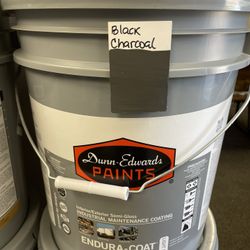 Black
Charcoal
Dunn-Edwards
PAINTS
Interior/Exterior Semi-Gloss
INDUSTRIAL MAINTENANCE COATING
ENDURA-COAT